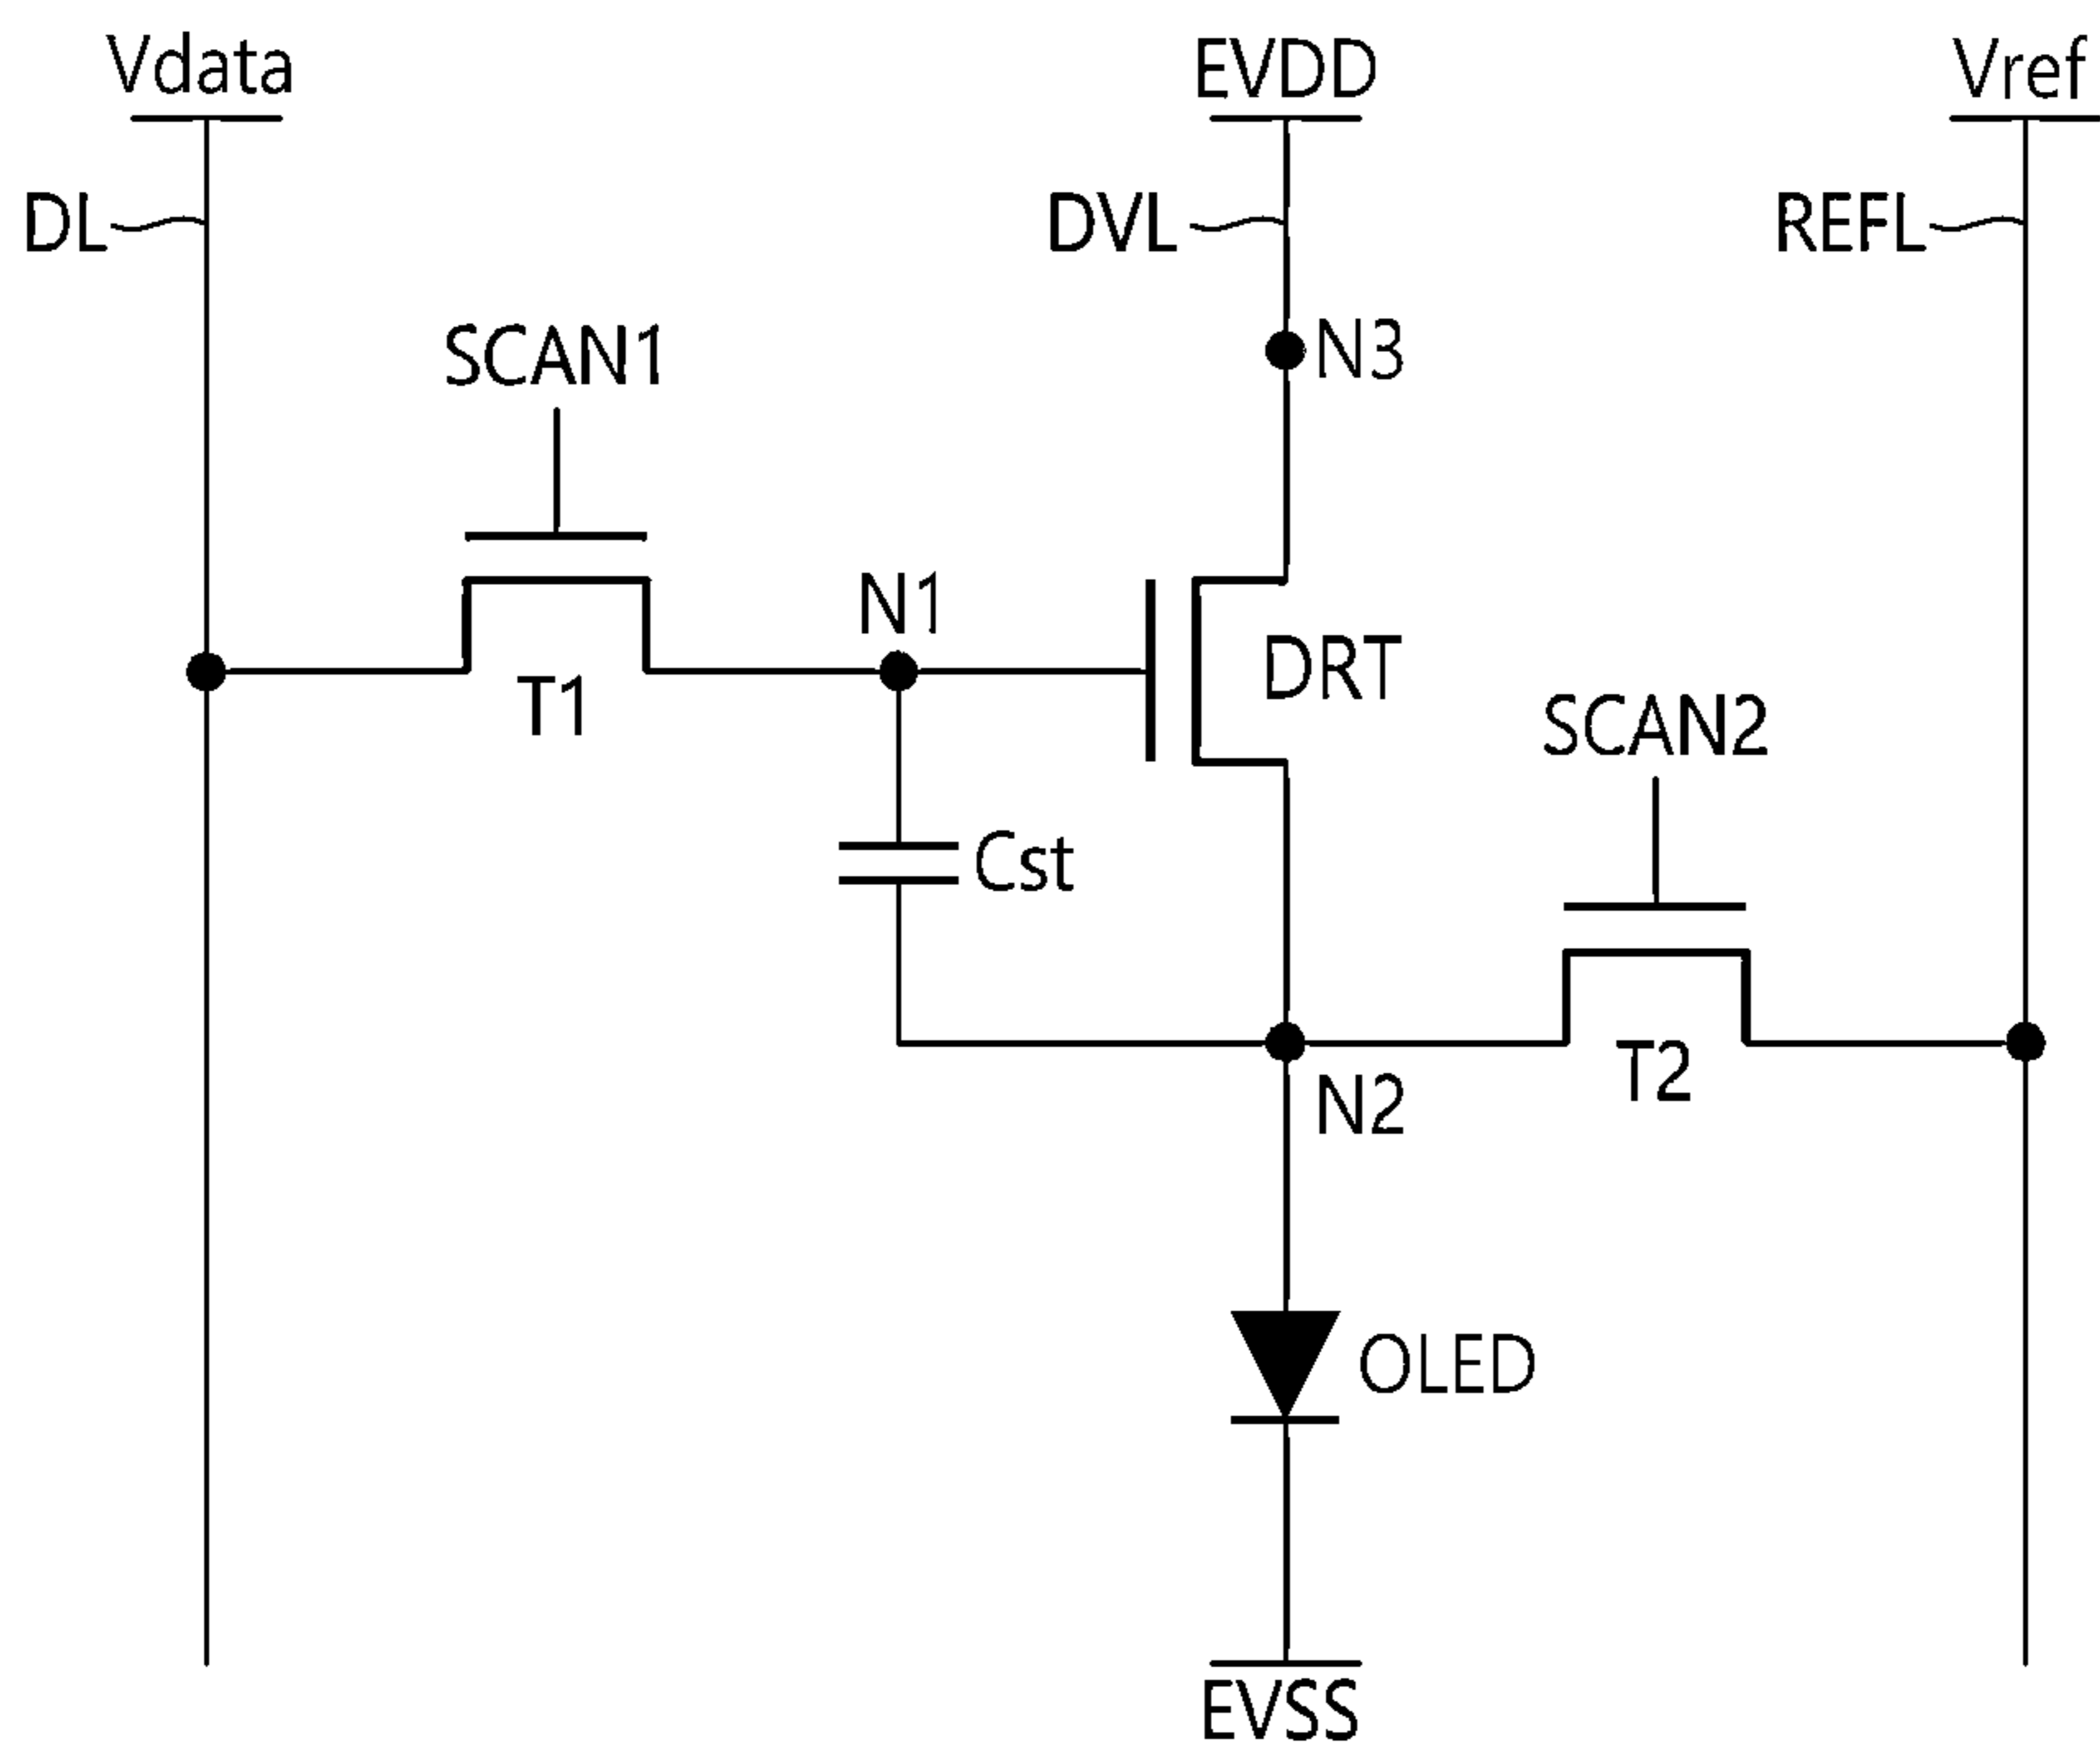 Vdata
EVDD
Vref
DL
DVL
REFL
SCAN1
N3
N1
T1
DRT
SCAN2
Cst
T2
N2
OLED
EVSS